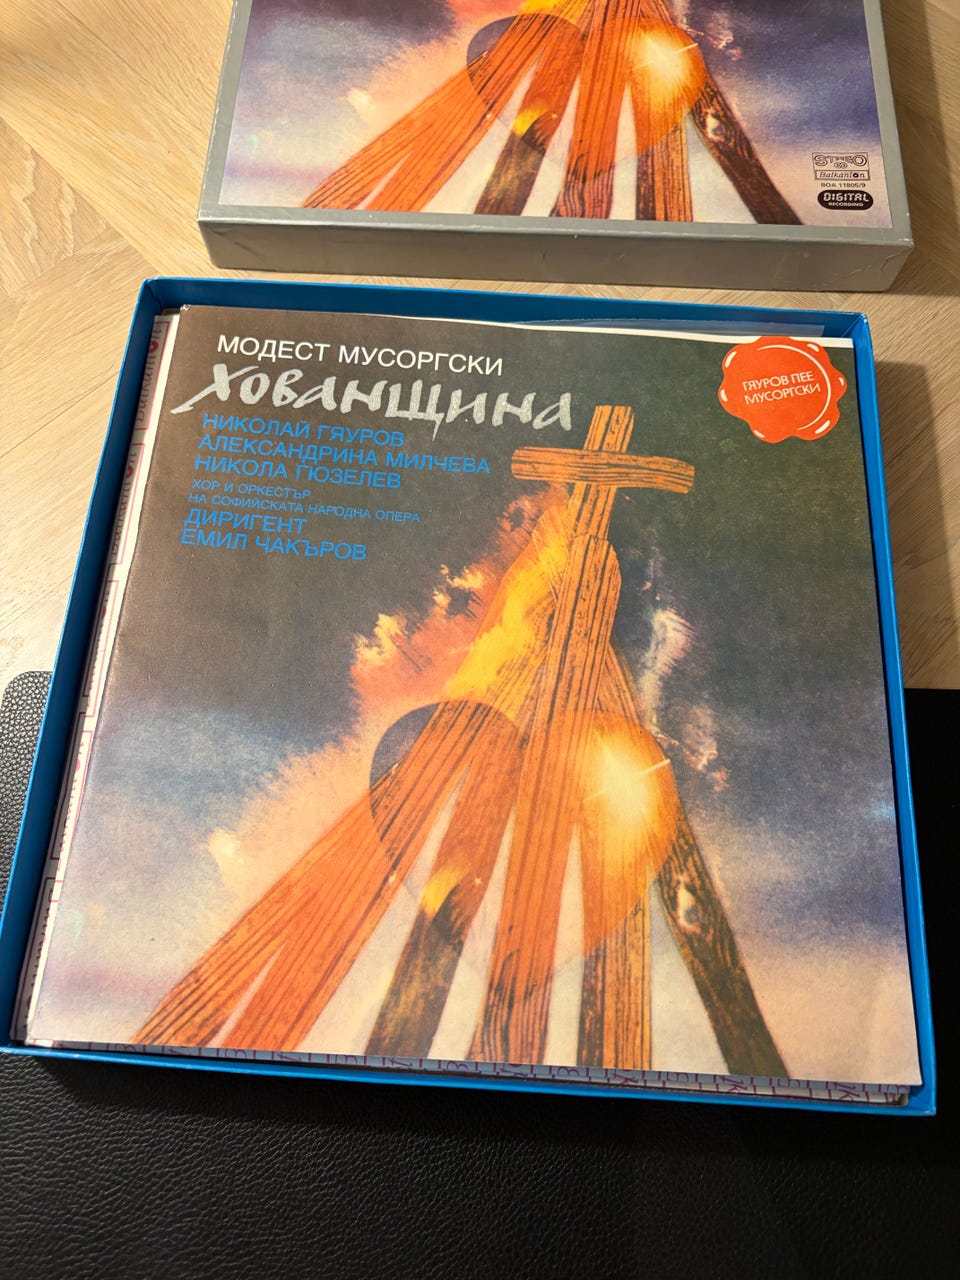 STEREO
Balkanton
ВОА 11805/9
DIGITAL
RECORDING
МОДЕСТ МУСОРГСКИ
ХОВАНЩИНА
НИКОЛАЙ ГЯУРОВ
АЛЕКСАНДРИНА МИЛЧЕВА
НИКОЛА ГЮЗЕЛЕВ
ХОР И ОРКЕСТЪР
НА СОФИЙСКАТА НАРОДНА ОПЕРА
ДИРИГЕНТ
ЕМИЛ ЧАКЪРОВ
ГЯУРОВ ПЕЕ
МУСОРГСКИ